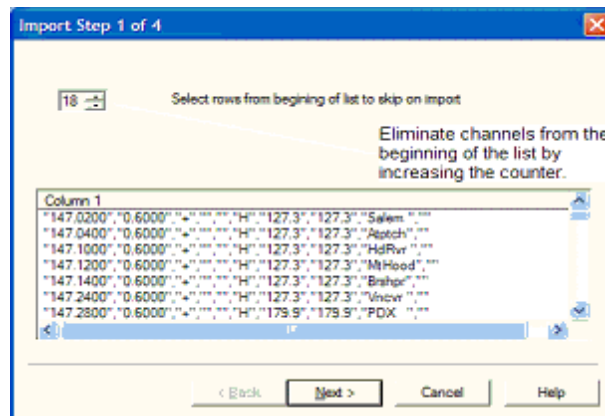 Import Step 1 of 4
18
Select rows from begining of list to skip on import
Eliminate channels from the
beginning of the list by
increasing the counter.
Column 1
"147.0200","0.6000","+","","","H","127.3","127.3","Salem ",""
"147.0400","0.6000","+","","","H","127.3","127.3","Atptch",""
"147.1000","0.6000","+","","","H","127.3","127.3","HdRvr ",""
"147.1200","0.6000","+","","","H","127.3","127.3","MtHood",""
"147.1400","0.6000","+","","","H","127.3","127.3","Brshpr",""
"147.2400","0.6000","+","","","H","127.3","127.3","Vncvr ",""
"147.2800","0.6000","+","","","H","179.9","179.9","PDX   ",""
< Back
Next >
Cancel
Help